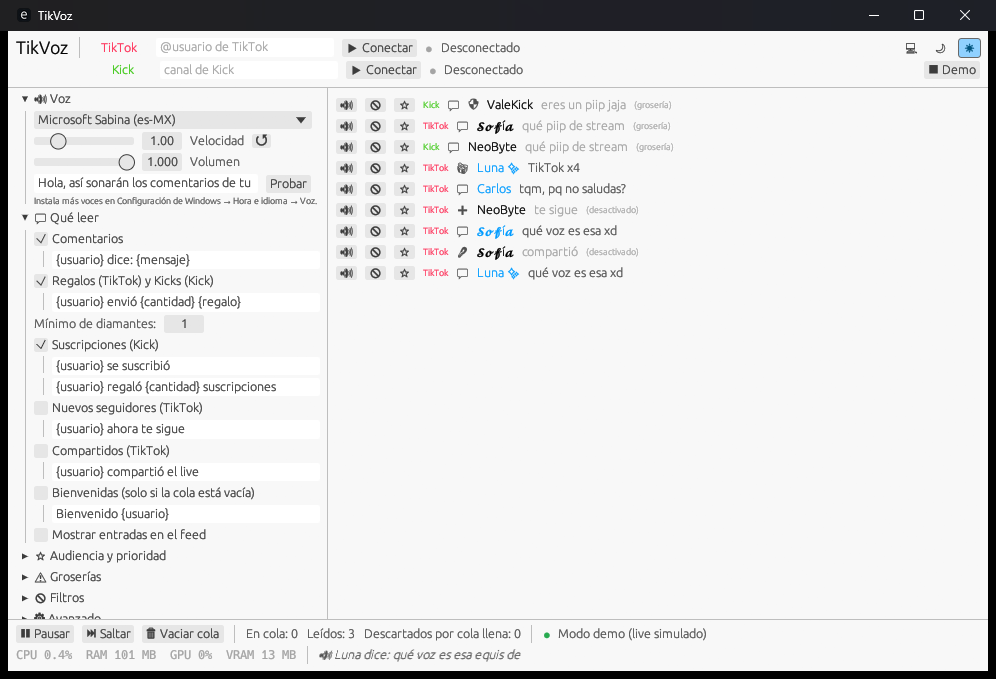 TikVoz
TikVoz TikTok @usuario de TikTok Conectar Desconectado
Kick canal de Kick Conectar Desconectado Demo
Voz
Microsoft Sabina (es-MX)
1.00 Velocidad
1.000 Volumen
Hola, así sonarán los comentarios de tu Probar
Instala más voces en Configuración de Windows → Hora e idioma → Voz.
Qué leer
Comentarios
{usuario} dice: {mensaje}
Regalos (TikTok) y Kicks (Kick)
{usuario} envió {cantidad} {regalo}
Mínimo de diamantes: 1
Suscripciones (Kick)
{usuario} se suscribió
{usuario} regaló {cantidad} suscripciones
Nuevos seguidores (TikTok)
{usuario} ahora te sigue
Compartidos (TikTok)
{usuario} compartió el live
Bienvenidas (solo si la cola está vacía)
Bienvenido {usuario}
Mostrar entradas en el feed
Audiencia y prioridad
Groserías
Filtros
Avanzado
Kick ValeKick eres un piip jaja (grosería)
TikTok 𝓢𝓸𝓯í𝓪 qué piip de stream (grosería)
Kick NeoByte qué piip de stream (grosería)
TikTok Luna TikTok x4
TikTok Carlos tqm, pq no saludas?
TikTok NeoByte te sigue (desactivado)
TikTok 𝓢𝓸𝓯í𝓪 qué voz es esa xd
TikTok 𝓢𝓸𝓯í𝓪 compartió (desactivado)
TikTok Luna qué voz es esa xd
Pausar Saltar Vaciar cola En cola: 0 Leídos: 3 Descartados por cola llena: 0 Modo demo (live simulado)
CPU 0.4% RAM 101 MB GPU 0% VRAM 13 MB Luna dice: qué voz es esa equis de